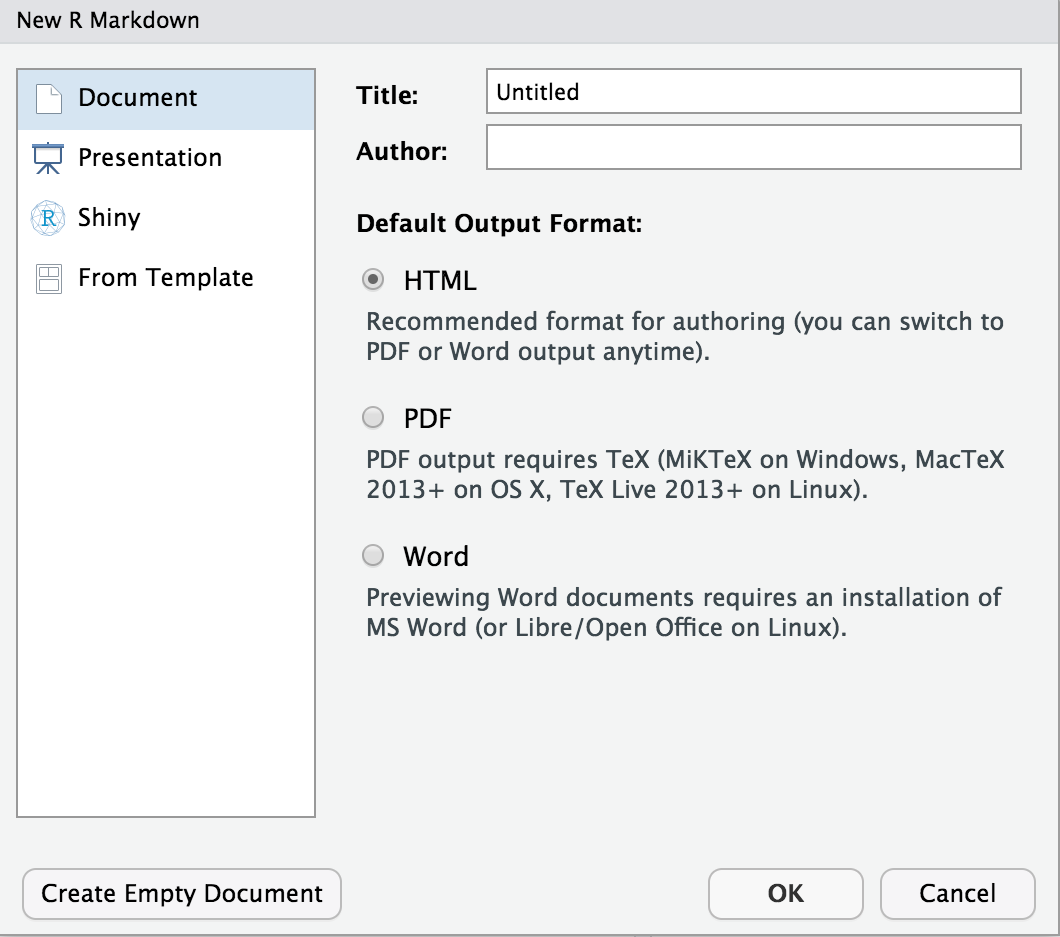 New R Markdown
Document
Presentation
R
Shiny
From Template
Title:
Untitled
Author:
Default Output Format:
HTML
Recommended format for authoring (you can switch to
PDF or Word output anytime).
PDF
PDF output requires TeX (MiKTeX on Windows, MacTeX
2013+ on OS X, TeX Live 2013+ on Linux).
Word
Previewing Word documents requires an installation of
MS Word (or Libre/Open Office on Linux).
Create Empty Document
OK
Cancel